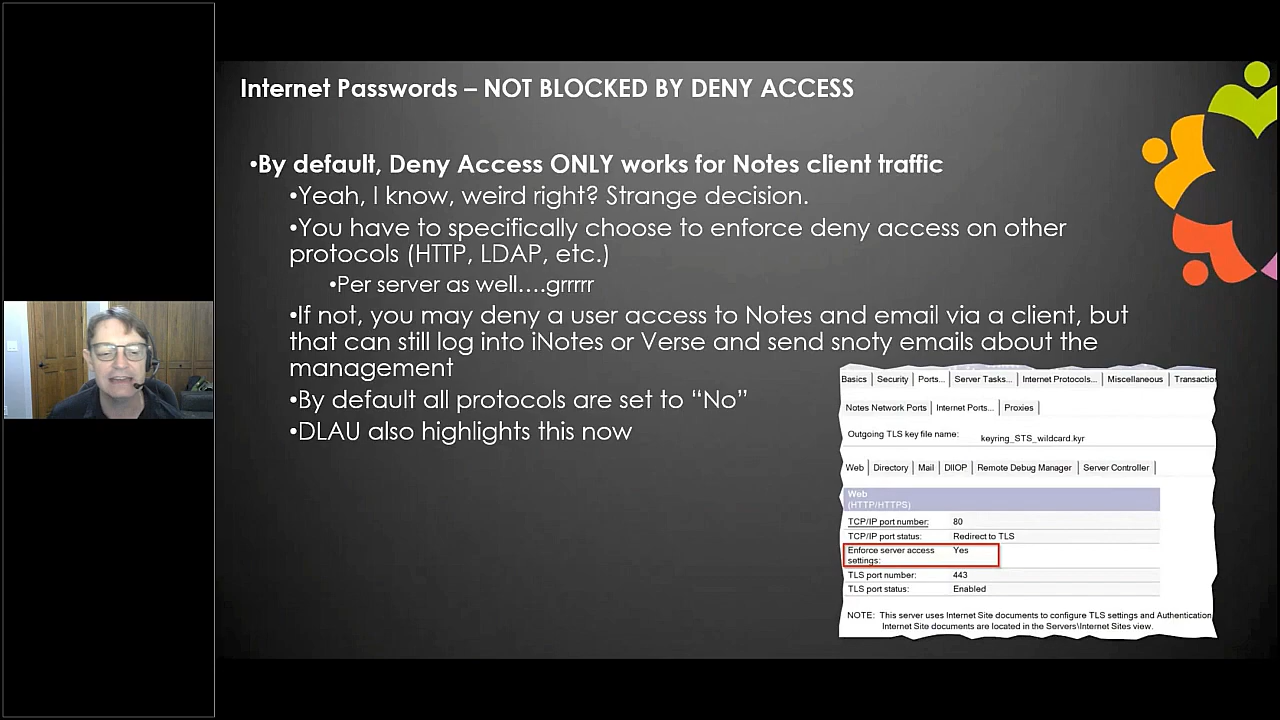 Internet Passwords – NOT BLOCKED BY DENY ACCESS
•By default, Deny Access ONLY works for Notes client traffic
•Yeah, I know, weird right? Strange decision.
•You have to specifically choose to enforce deny access on other
protocols (HTTP, LDAP, etc.)
•Per server as well….grrrrr
•If not, you may deny a user access to Notes and email via a client, but
that can still log into iNotes or Verse and send snoty emails about the
management
•By default all protocols are set to “No”
•DLAU also highlights this now
Basics | Security | Ports... | Server Tasks... | Internet Protocols... | Miscellaneous | Transaction
Notes Network Ports | Internet Ports... | Proxies |
Outgoing TLS key file name: keyring_STS_wildcard.kyr
Web | Directory | Mail | DIIOP | Remote Debug Manager | Server Controller |
Web
(HTTP/HTTPS)
TCP/IP port number: 80
TCP/IP port status: Redirect to TLS
Enforce server access Yes
settings:
TLS port number: 443
TLS port status: Enabled
NOTE: This server uses Internet Site documents to configure TLS settings and Authentication
Internet Site documents are located in the Servers\Internet Sites view.